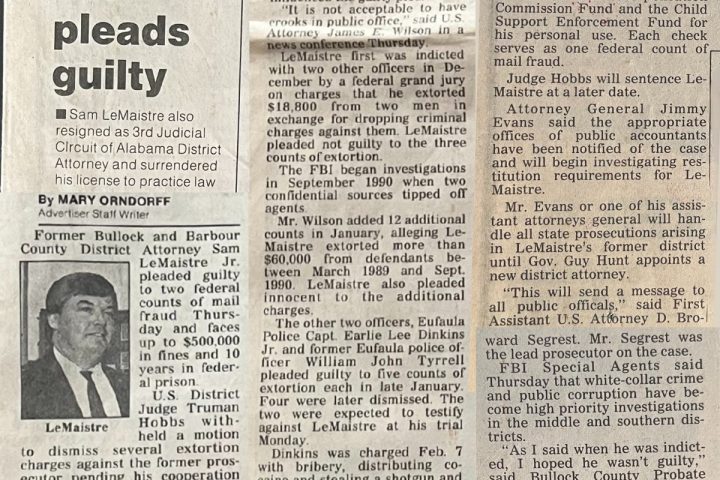 pleads
guilty
■ Sam LeMaistre also
resigned as 3rd Judicial
CIrcuit of Alabama District
Attorney and surrendered
his license to practice law
By MARY ORNDORFF
Advertiser Staff Writer
Former Bullock and Barbour
County District Attorney Sam
LeMaistre Jr.
pleaded guilty
to two federal
counts of mail
fraud Thurs-
day and faces
up to $500,000
in fines and 10
years in feder-
al prison.
U.S. District
Judge Truman
Hobbs with-
held a motion
LeMaistre
to dismiss several extortion
charges against the former pros-
ecutor pending his cooperation
"It is not acceptable to have
crooks in public office," said U.S.
Attorney James E. Wilson in a
news conference Thursday.
LeMaistre first was indicted
with two other officers in De-
cember by a federal grand jury
on charges that he extorted
$18,800 from two men in
exchange for dropping criminal
charges against them. LeMaistre
pleaded not guilty to the three
counts of extortion.
The FBI began investigations
in September 1990 when two
confidential sources tipped off
agents.
Mr. Wilson added 12 additional
counts in January, alleging Le-
Maistre extorted more than
$60,000 from defendants be-
tween March 1989 and Sept.
1990. LeMaistre also pleaded
innocent to the additional
charges.
The other two officers, Eufaula
Police Capt. Earlie Lee Dinkins
Jr. and former Eufaula police of-
ficer William John Tyrrell
pleaded guilty to five counts of
extortion each in late January.
Four were later dismissed. The
two were expected to testify
against LeMaistre at his trial
Monday.
Dinkins was charged Feb. 7
with bribery, distributing co-
and stealing a shotgun and
Commission Fund and the Child
Support Enforcement Fund for
his personal use. Each check
serves as one federal count of
mail fraud.
Judge Hobbs will sentence Le-
Maistre at a later date.
Attorney General Jimmy
Evans said the appropriate
offices of public accountants
have been notified of the case
and will begin investigating res-
titution requirements for Le-
Maistre.
Mr. Evans or one of his assis-
tant attorneys general will han-
dle all state prosecutions arising
in LeMaistre's former district
until Gov. Guy Hunt appoints a
new district attorney.
"This will send a message to
all public officals," said First
Assistant U.S. Attorney D. Bro-
ward Segrest. Mr. Segrest was
the lead prosecutor on the case.
FBI Special Agents said
Thursday that white-collar crime
and public corruption have be-
come high priority investigations
in the middle and southern dis-
tricts.
"As I said when he was indict-
ed, I hoped he wasn't guilty,"
said Bullock County Probate